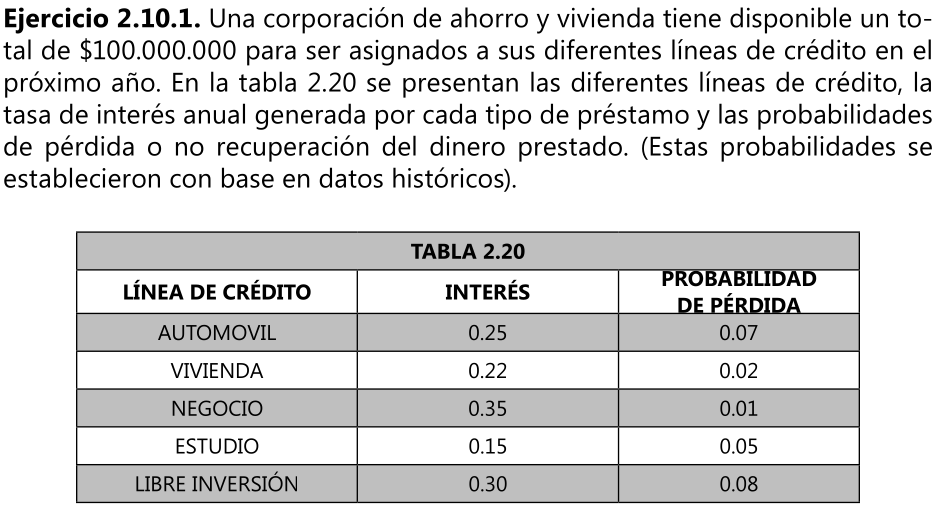 Ejercicio 2.10.1. Una corporación de ahorro y vivienda tiene disponible un to-
tal de $100.000.000 para ser asignados a sus diferentes líneas de crédito en el
próximo año. En la tabla 2.20 se presentan las diferentes líneas de crédito, la
tasa de interés anual generada por cada tipo de préstamo y las probabilidades
de pérdida o no recuperación del dinero prestado. (Estas probabilidades se
establecieron con base en datos históricos).
TABLA 2.20
LÍNEA DE CRÉDITO INTERÉS PROBABILIDAD
DE PÉRDIDA
AUTOMOVIL 0.25 0.07
VIVIENDA 0.22 0.02
NEGOCIO 0.35 0.01
ESTUDIO 0.15 0.05
LIBRE INVERSIÓN 0.30 0.08